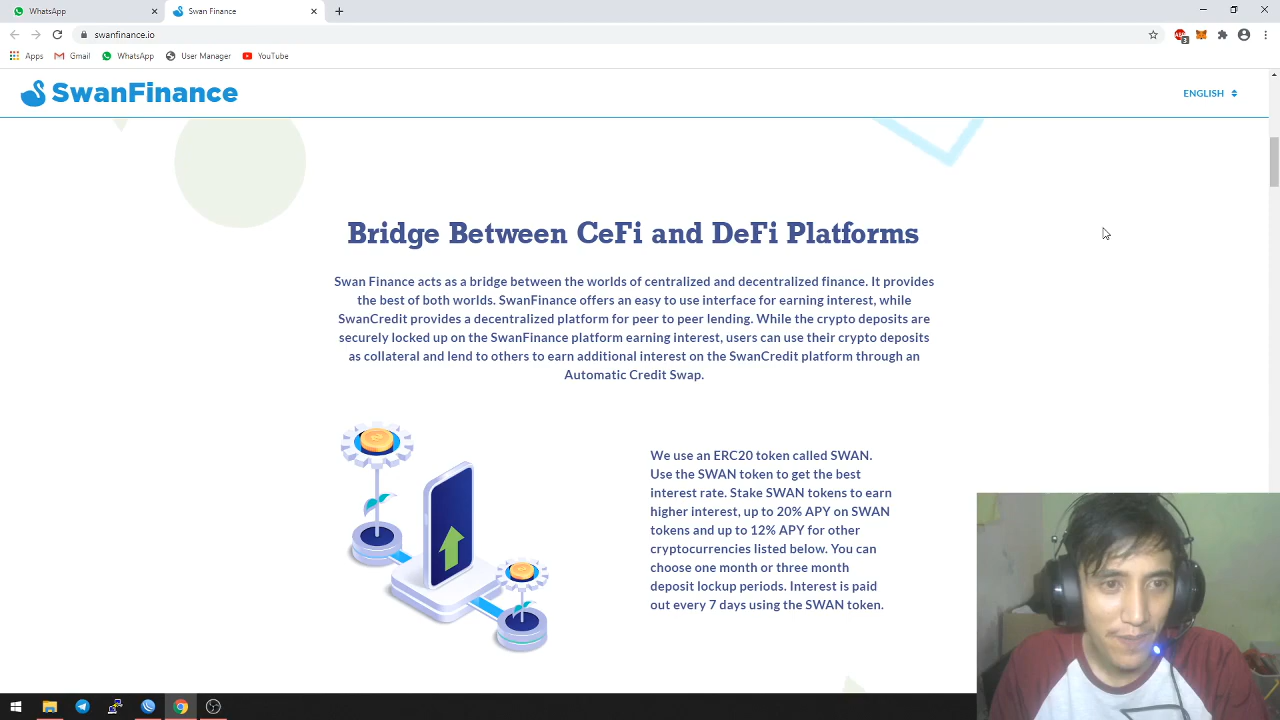 WhatsApp
Swan Finance
swanfinance.io
Apps
Gmail
WhatsApp
User Manager
YouTube
SwanFinance
ENGLISH
Bridge Between CeFi and DeFi Platforms
Swan Finance acts as a bridge between the worlds of centralized and decentralized finance. It provides
the best of both worlds. SwanFinance offers an easy to use interface for earning interest, while
SwanCredit provides a decentralized platform for peer to peer lending. While the crypto deposits are
securely locked up on the SwanFinance platform earning interest, users can use their crypto deposits
as collateral and lend to others to earn additional interest on the SwanCredit platform through an
Automatic Credit Swap.
We use an ERC20 token called SWAN.
Use the SWAN token to get the best
interest rate. Stake SWAN tokens to earn
higher interest, up to 20% APY on SWAN
tokens and up to 12% APY for other
cryptocurrencies listed below. You can
choose one month or three month
deposit lockup periods. Interest is paid
out every 7 days using the SWAN token.